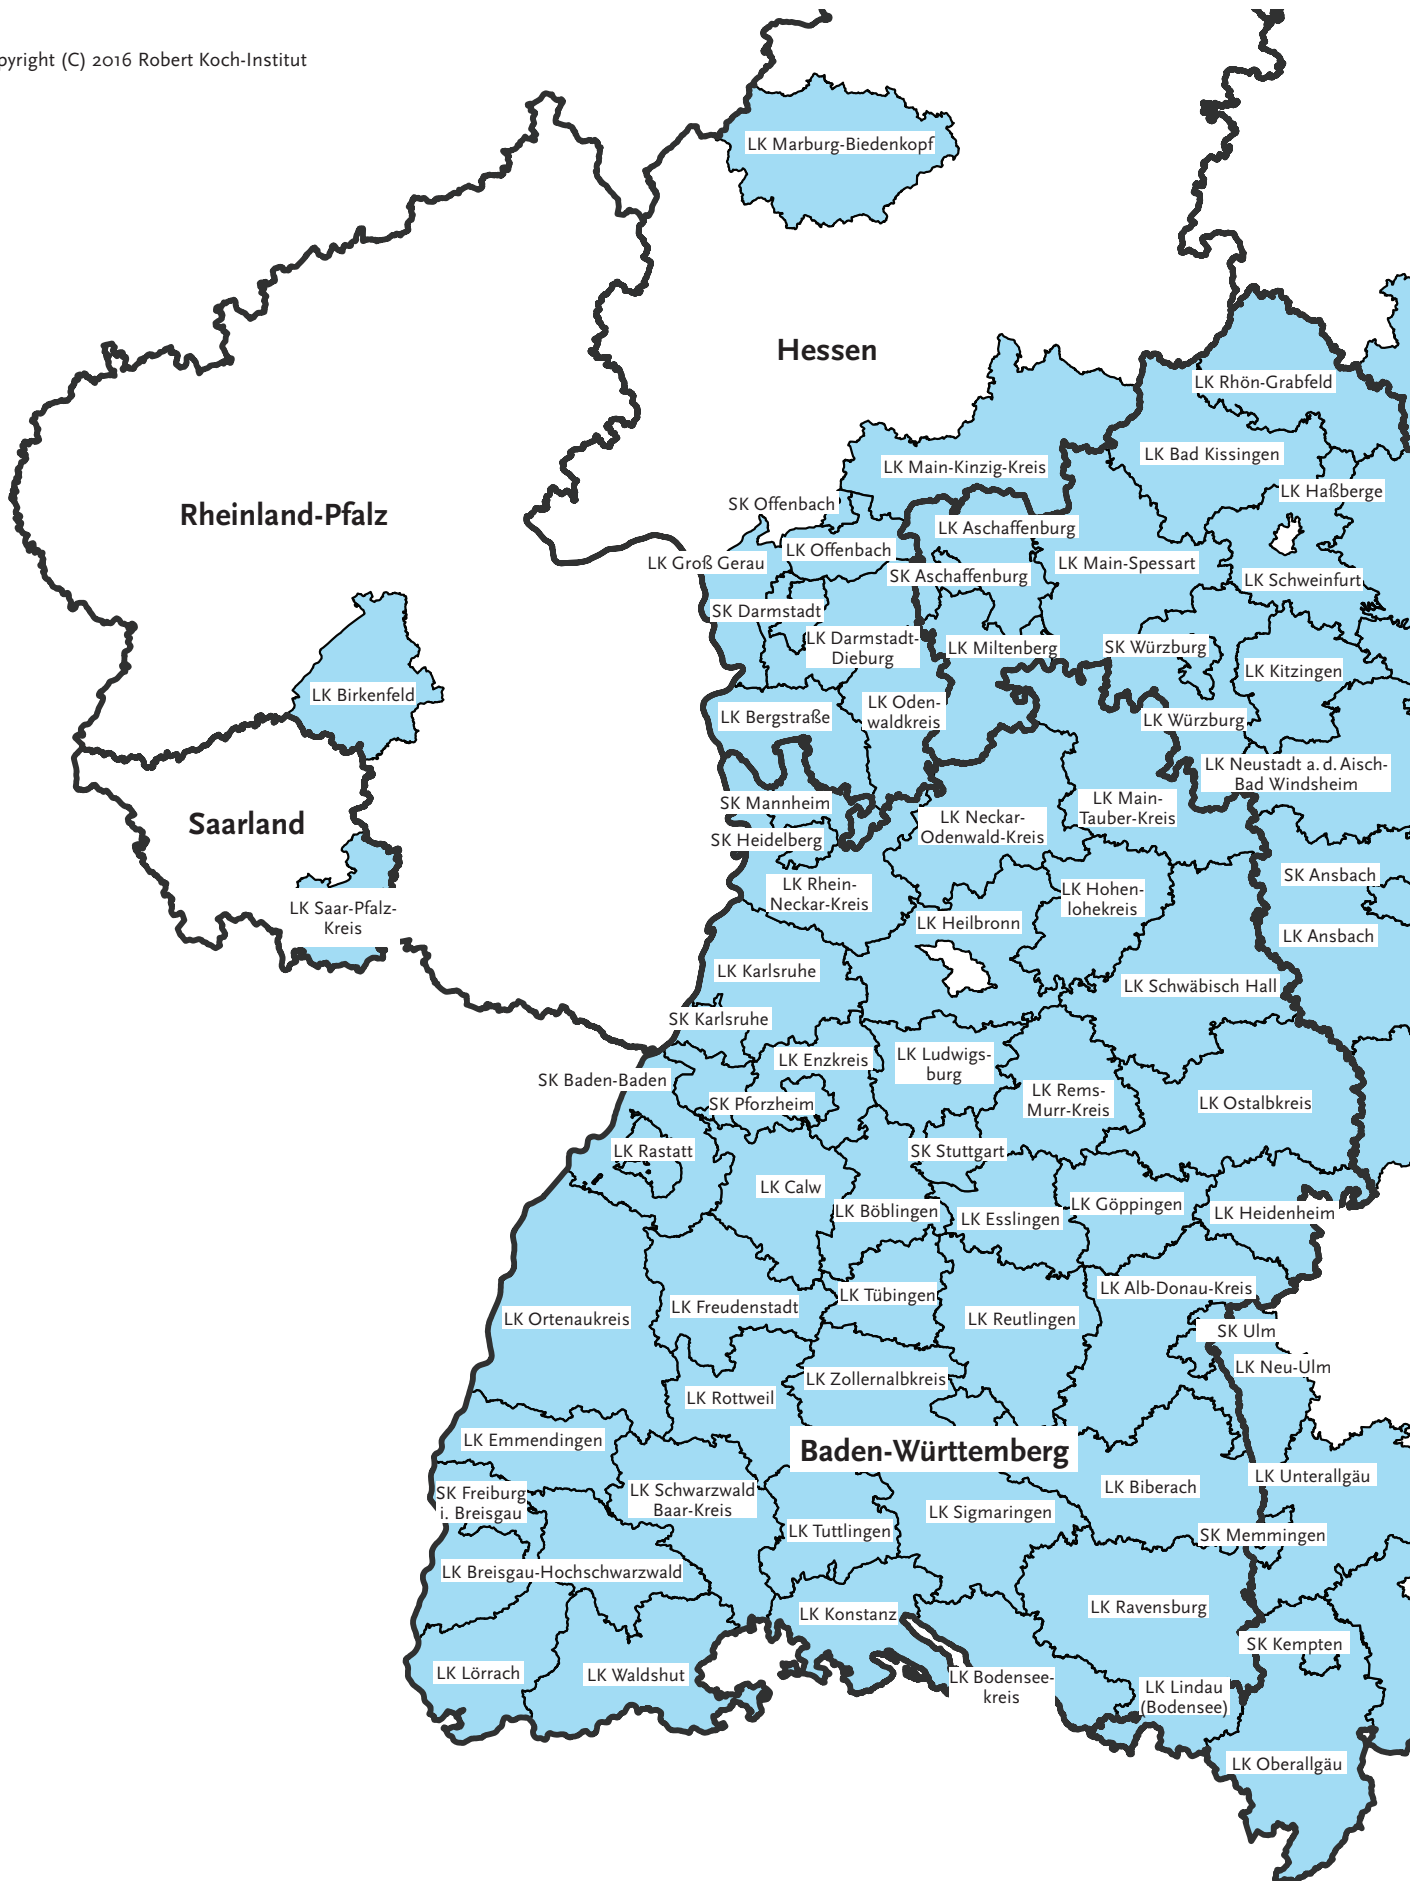 pyright (C) 2016 Robert Koch-Institut
LK Marburg-Biedenkopf
Hessen
LK Rhön-Grabfeld
LK Bad Kissingen
LK Main-Kinzig-Kreis
LK Haßberge
SK Offenbach
Rheinland-Pfalz
LK Aschaffenburg
LK Offenbach
LK Groß Gerau
LK Main-Spessart
SK Aschaffenburg
LK Schweinfurt
SK Darmstadt
LK Darmstadt-
Dieburg
LK Miltenberg
SK Würzburg
LK Kitzingen
LK Birkenfeld
LK Oden-
waldkreis
LK Bergstraße
LK Würzburg
LK Neustadt a. d. Aisch-
Bad Windsheim
SK Mannheim
LK Main-
Tauber-Kreis
Saarland
LK Neckar-
Odenwald-Kreis
SK Heidelberg
SK Ansbach
LK Rhein-
Neckar-Kreis
LK Hohen-
lohekreis
LK Saar-Pfalz-
Kreis
LK Heilbronn
LK Ansbach
LK Karlsruhe
LK Schwäbisch Hall
SK Karlsruhe
LK Enzkreis
LK Ludwigs-
burg
SK Baden-Baden
LK Rems-
Murr-Kreis
SK Pforzheim
LK Ostalbkreis
LK Rastatt
SK Stuttgart
LK Calw
LK Böblingen
LK Esslingen
LK Göppingen
LK Heidenheim
LK Alb-Donau-Kreis
LK Tübingen
LK Freudenstadt
LK Ortenaukreis
LK Reutlingen
SK Ulm
LK Neu-Ulm
LK Zollernalbkreis
LK Rottweil
LK Emmendingen
Baden-Württemberg
LK Unterallgäu
LK Biberach
SK Freiburg
i. Breisgau
LK Schwarzwald
Baar-Kreis
LK Sigmaringen
LK Tuttlingen
SK Memmingen
LK Breisgau-Hochschwarzwald
LK Ravensburg
LK Konstanz
SK Kempten
LK Lörrach
LK Waldshut
LK Bodensee-
kreis
LK Lindau
(Bodensee)
LK Oberallgäu